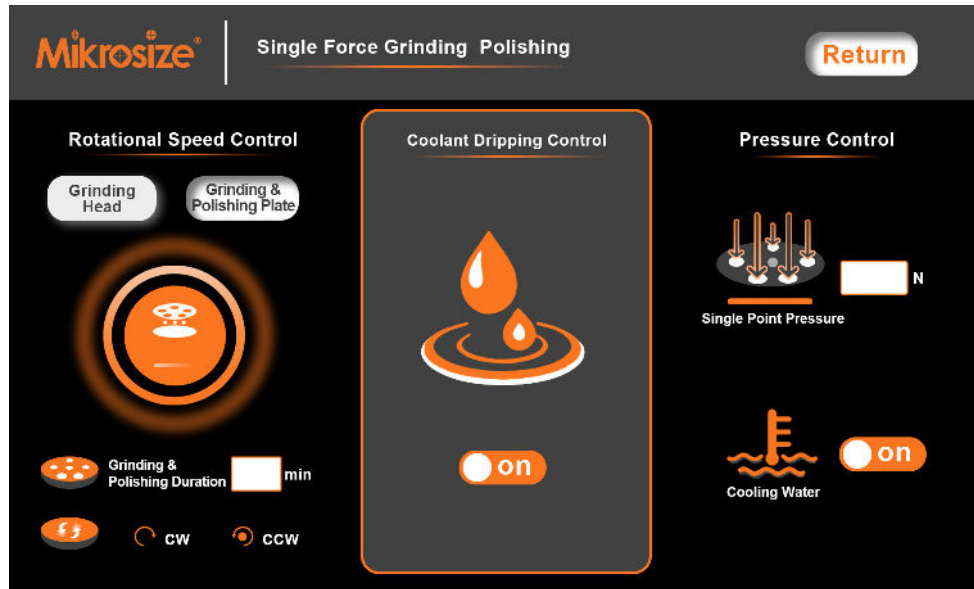 Mikrosize®
Single Force Grinding Polishing
Return
Rotational Speed Control
Grinding
Head
Grinding &
Polishing Plate
Grinding &
Polishing Duration
min
CW
CCW
Coolant Dripping Control
on
Pressure Control
N
Single Point Pressure
on
Cooling Water